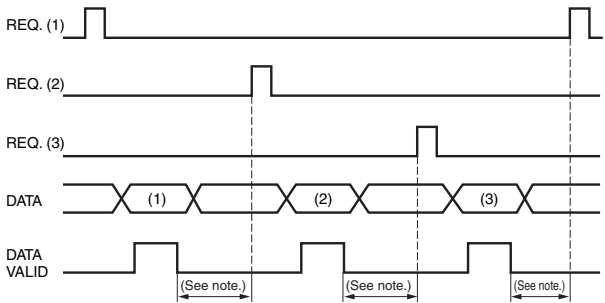 REQ. (1)
REQ. (2)
REQ. (3)
DATA
(1)
(2)
(3)
DATA
VALID
(See note.)
(See note.)
(See note.)